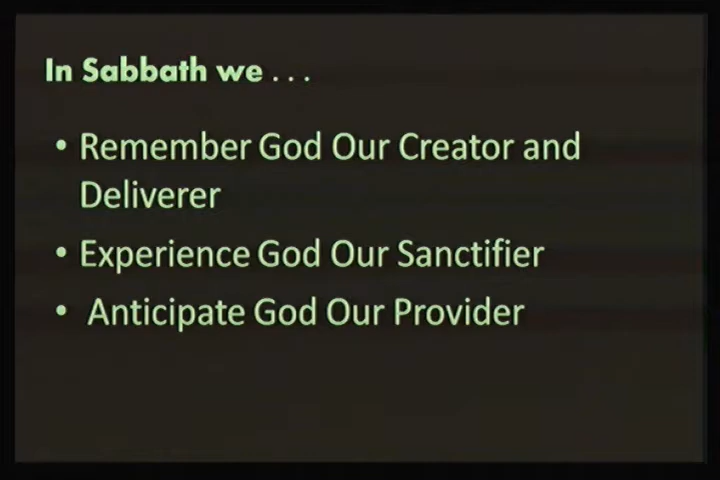 In Sabbath we . . .
• Remember God Our Creator and
Deliverer
• Experience God Our Sanctifier
• Anticipate God Our Provider